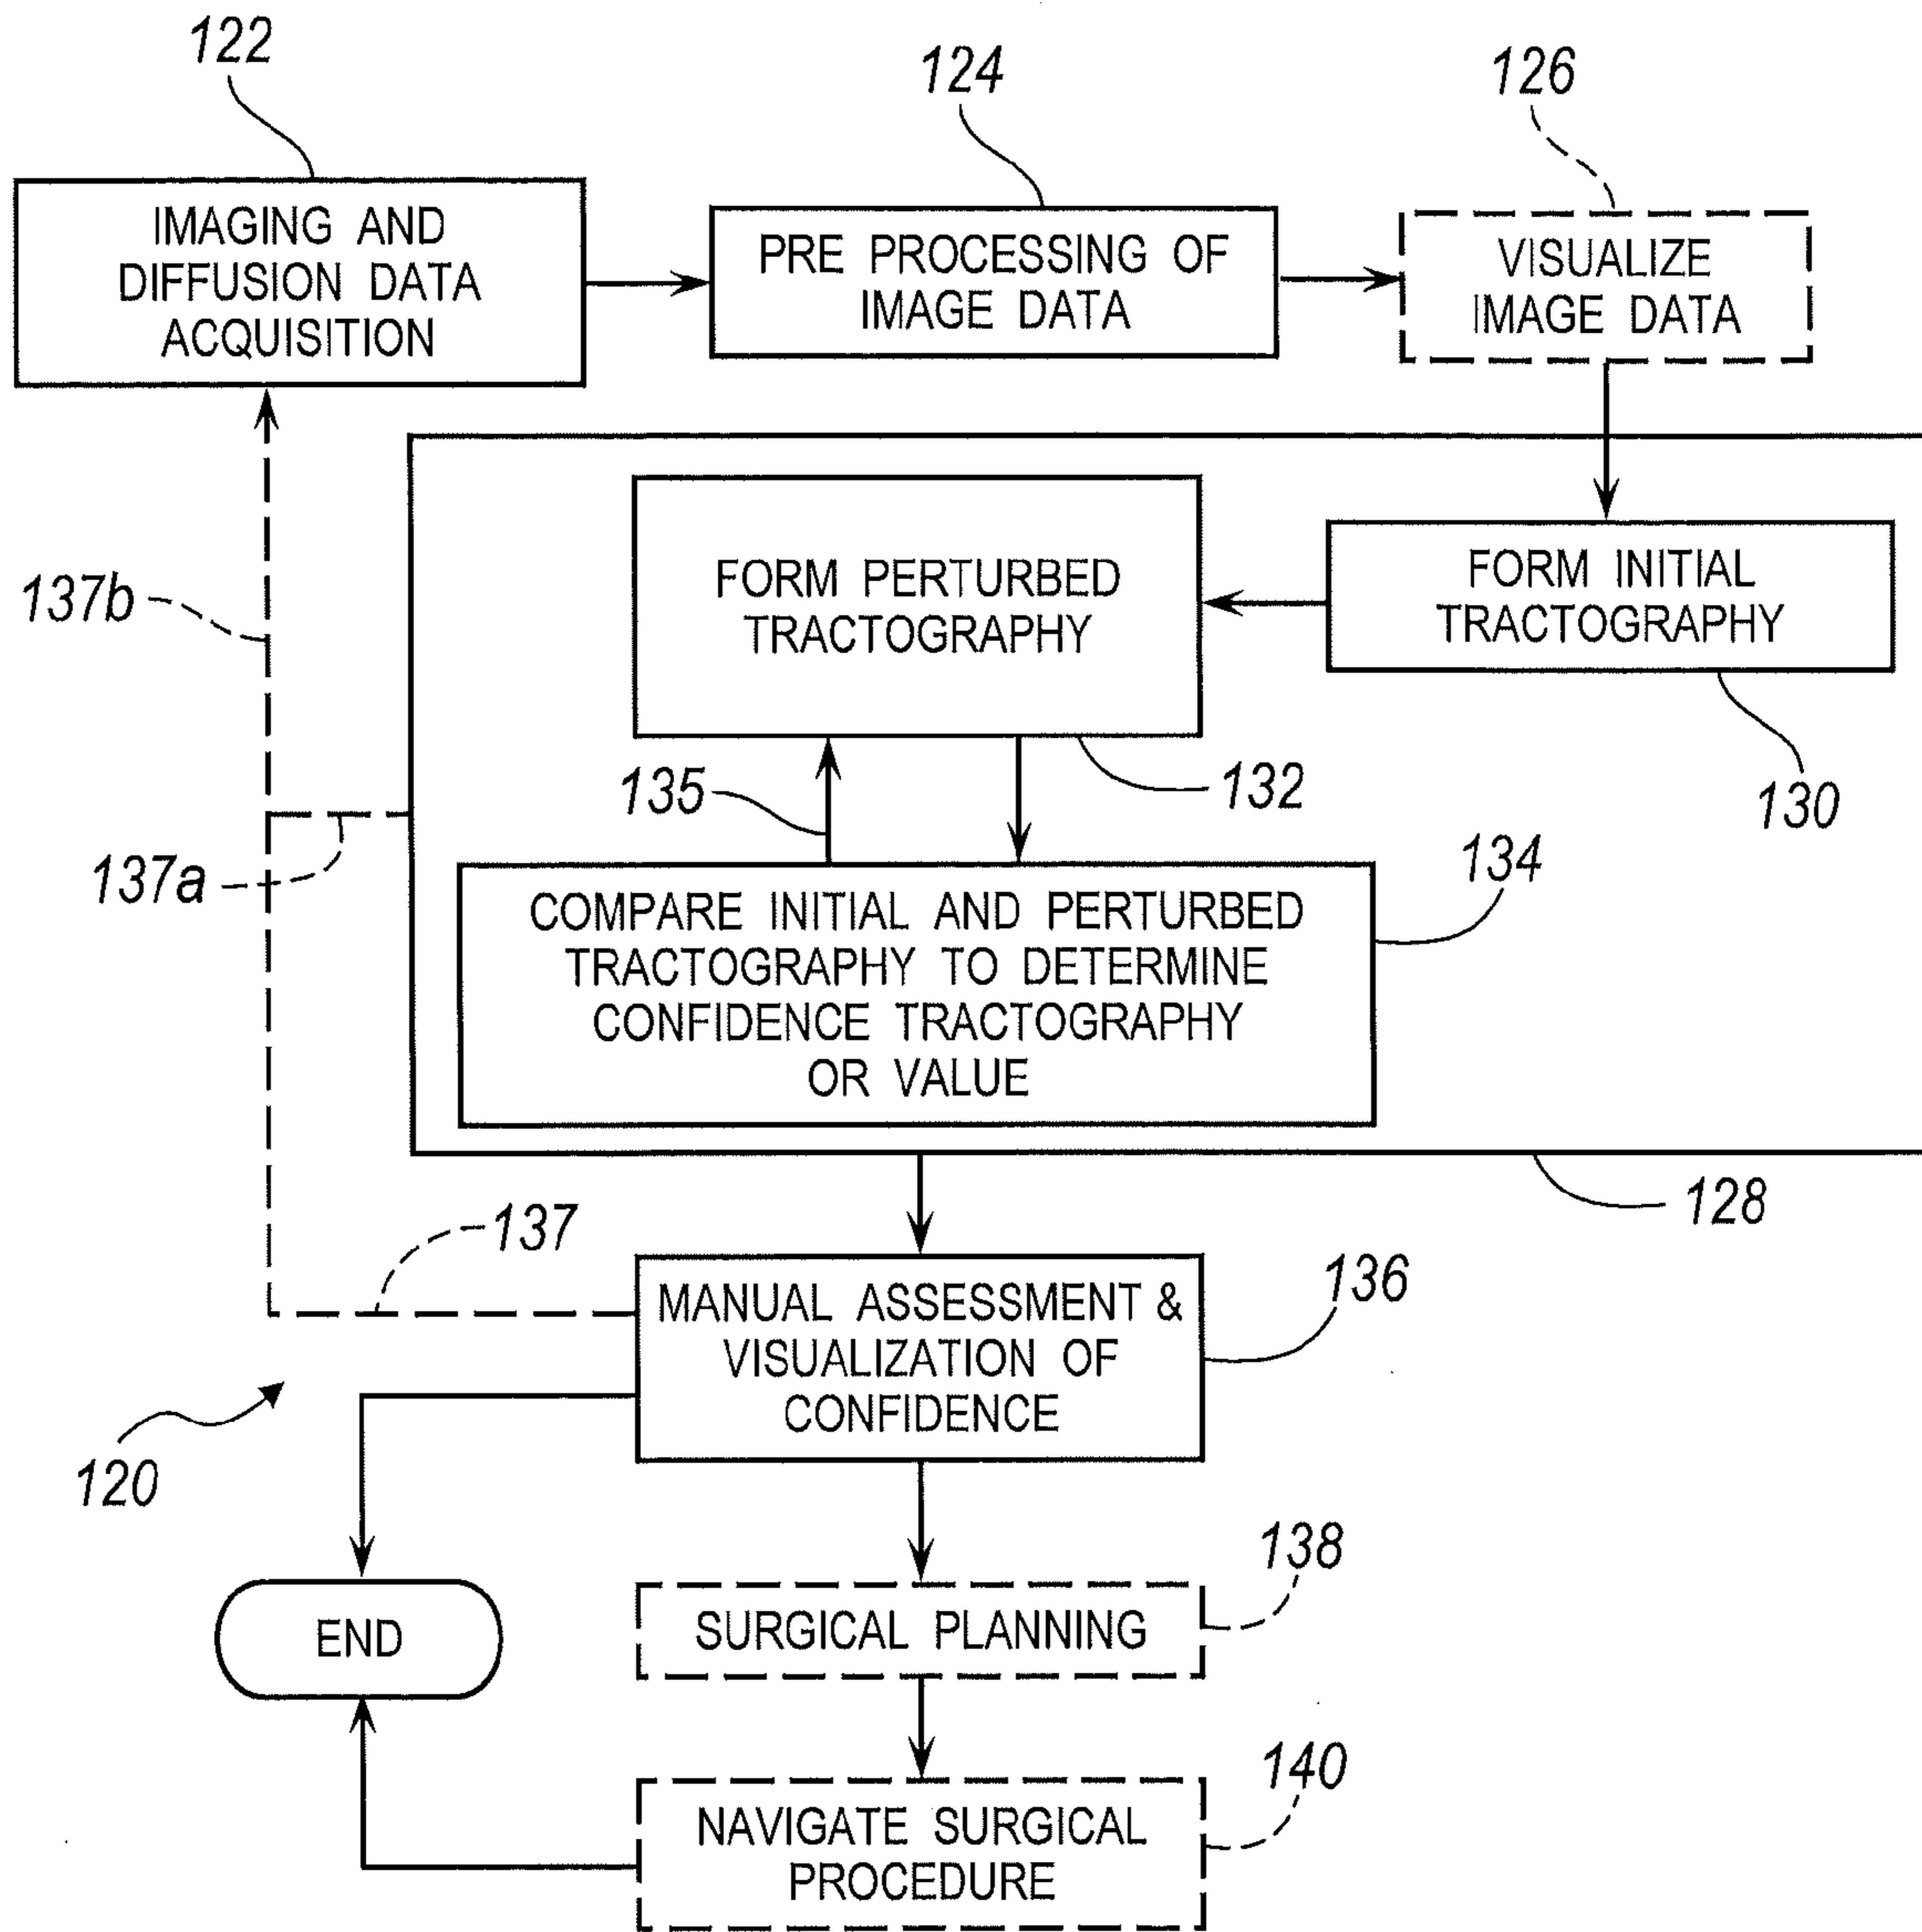 122
124
126
IMAGING AND
DIFFUSION DATA
ACQUISITION
PRE PROCESSING OF
IMAGE DATA
VISUALIZE
IMAGE DATA
FORM PERTURBED
TRACTOGRAPHY
FORM INITIAL
TRACTOGRAPHY
137b
135
132
130
137a
134
COMPARE INITIAL AND PERTURBED
TRACTOGRAPHY TO DETERMINE
CONFIDENCE TRACTOGRAPHY
OR VALUE
128
137
136
MANUAL ASSESSMENT &
VISUALIZATION OF
CONFIDENCE
120
138
END
SURGICAL PLANNING
140
NAVIGATE SURGICAL
PROCEDURE